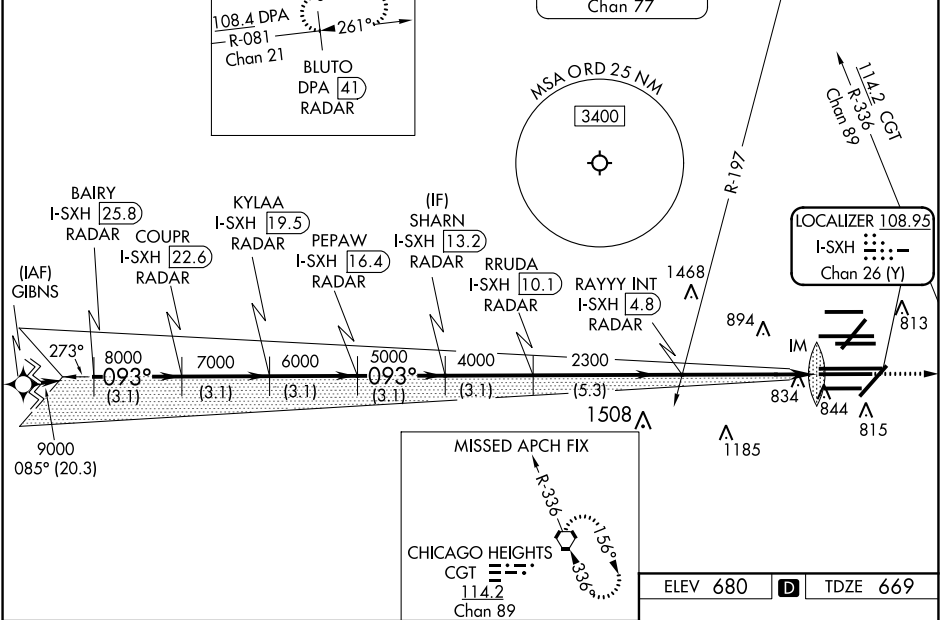 108.4 DPA
R-081
Chan 21
261°
BLUTO
DPA 41
RADAR
Chan 77
MSA ORD 25 NM
3400
R-197
114.2 CGT
R-336
Chan 89
LOCALIZER 108.95
I-SXH
Chan 26 (Y)
(IAF)
GIBNS
BAIRY
I-SXH 25.8
RADAR
COUPR
I-SXH 22.6
RADAR
KYLAA
I-SXH 19.5
RADAR
PEPAW
I-SXH 16.4
RADAR
(IF)
SHARN
I-SXH 13.2
RADAR
RRUDA
I-SXH 10.1
RADAR
RAYYY INT
I-SXH 4.8
RADAR
1468
894
813
IM
273°
8000
7000
6000
5000
4000
2300
093°
093°
(3.1)
(3.1)
(3.1)
(3.1)
(3.1)
(5.3)
834
844
815
1508
1185
9000
085° (20.3)
MISSED APCH FIX
R-336
156°
336°
CHICAGO HEIGHTS
CGT
114.2
Chan 89
ELEV 680 D TDZE 669